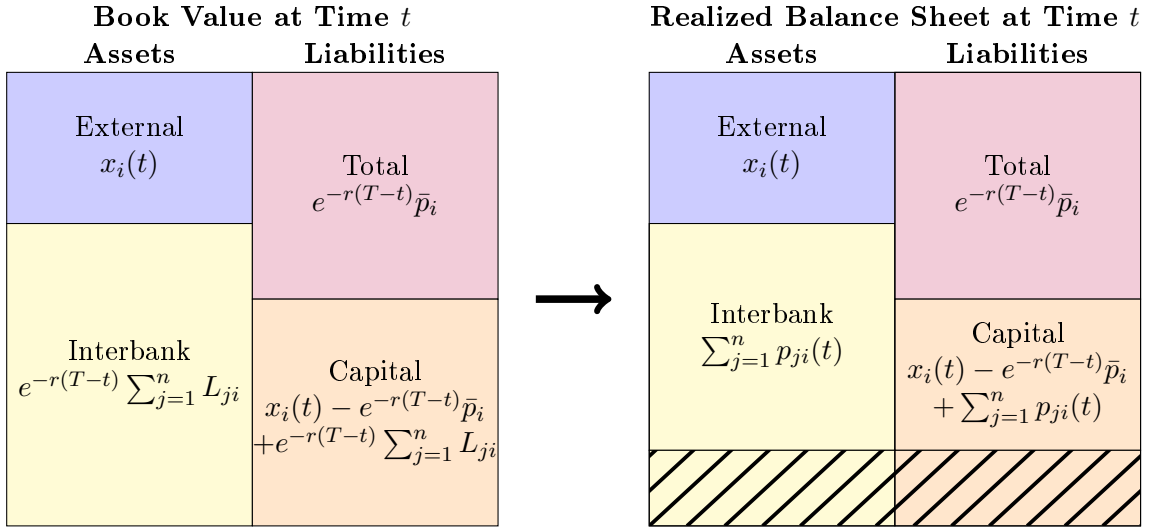 Book Value at Time t
Assets Liabilities
External
x_i(t)
Total
e^{-r(T-t)} p̄_i
Interbank
e^{-r(T-t)} ∑_{j=1}^n L_{ji}
Capital
x_i(t) − e^{-r(T-t)} p̄_i
+e^{-r(T-t)} ∑_{j=1}^n L_{ji}
Realized Balance Sheet at Time t
Assets Liabilities
External
x_i(t)
Total
e^{-r(T-t)} p̄_i
Interbank
∑_{j=1}^n p_{ji}(t)
Capital
x_i(t) − e^{-r(T-t)} p̄_i
+ ∑_{j=1}^n p_{ji}(t)